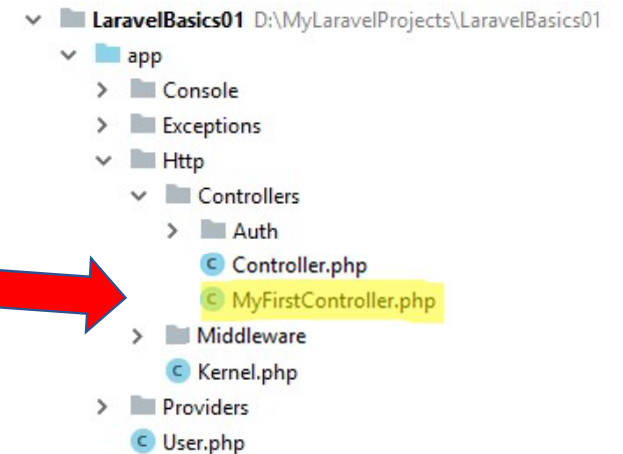 LaravelBasics01 D:\MyLaravelProjects\LaravelBasics01
app
Console
Exceptions
Http
Controllers
Auth
C Controller.php
C MyFirstController.php
Middleware
C Kernel.php
Providers
C User.php